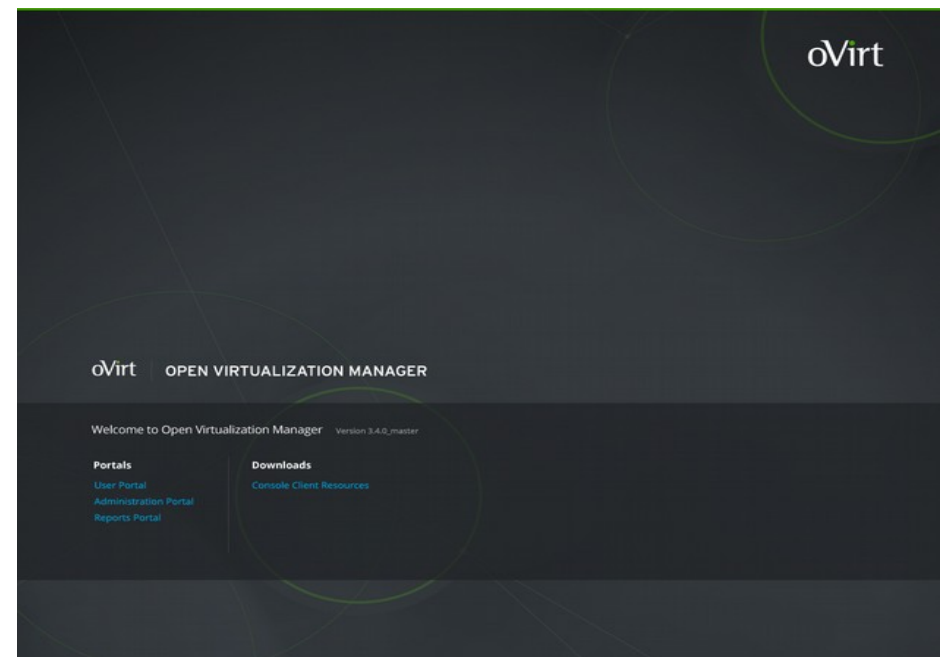 oVirt
oVirt OPEN VIRTUALIZATION MANAGER
Welcome to Open Virtualization Manager Version 3.4.0_master
Portals
User Portal
Administration Portal
Reports Portal
Downloads
Console Client Resources